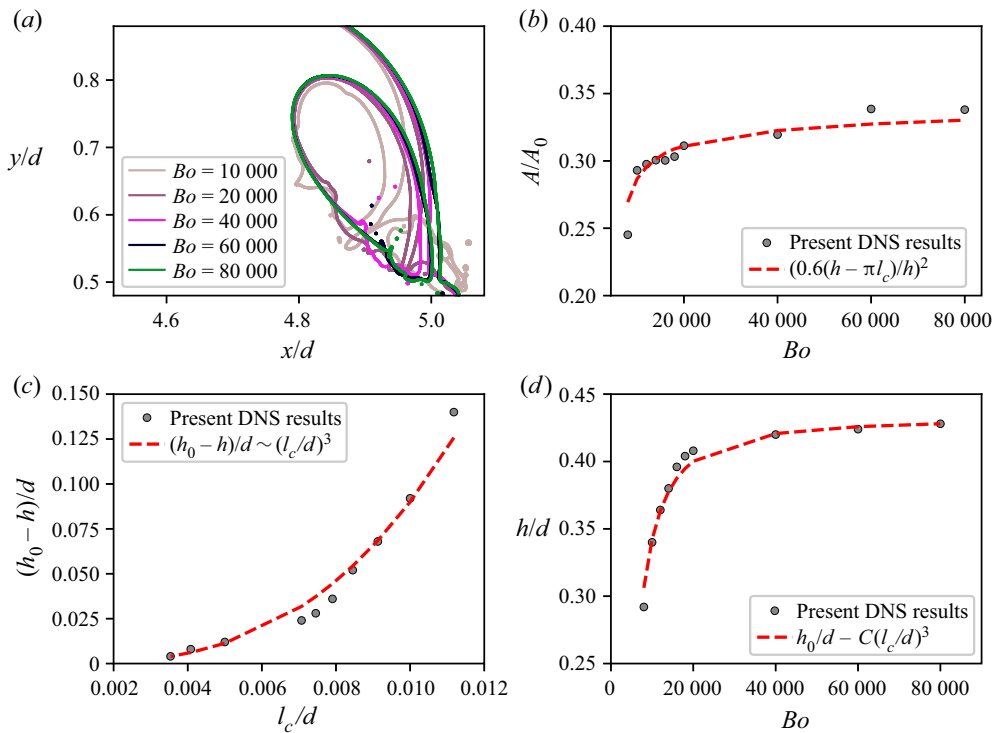 (a)
0.8
0.7
0.6
0.5
y/d
Bo = 10 000
Bo = 20 000
Bo = 40 000
Bo = 60 000
Bo = 80 000
4.6
4.8
5.0
x/d
(b)
0.40
0.35
0.30
0.25
0.20
A/A₀
Present DNS results
(0.6(h – πl_c)/h)²
20 000
40 000
60 000
80 000
Bo
(c)
0.150
0.125
0.100
0.075
0.050
0.025
0
(h₀ – h)/d
Present DNS results
(h₀ – h)/d ~ (l_c/d)³
0.002
0.004
0.006
0.008
0.010
0.012
l_c/d
(d)
0.45
0.40
0.35
0.30
0.25
h/d
Present DNS results
h₀/d – C(l_c/d)³
0
20 000
40 000
60 000
80 000
Bo